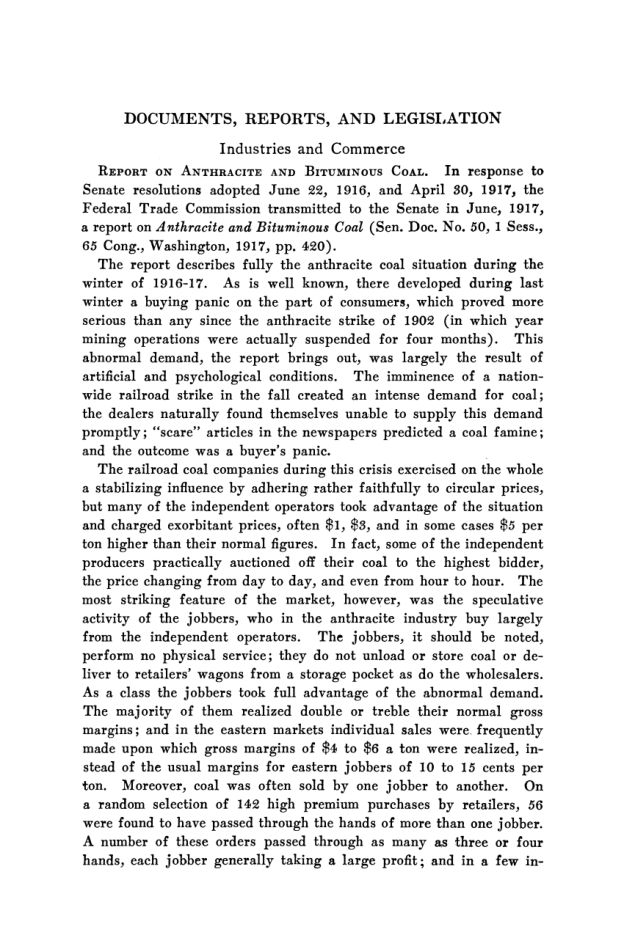 DOCUMENTS, REPORTS, AND LEGISLATION
Industries and Commerce
REPORT ON ANTHRACITE AND BITUMINOUS COAL. In response to
Senate resolutions adopted June 22, 1916, and April 30, 1917, the
Federal Trade Commission transmitted to the Senate in June, 1917,
a report on Anthracite and Bituminous Coal (Sen. Doc. No. 50, 1 Sess.,
65 Cong., Washington, 1917, pp. 420).
The report describes fully the anthracite coal situation during the
winter of 1916-17. As is well known, there developed during last
winter a buying panic on the part of consumers, which proved more
serious than any since the anthracite strike of 1902 (in which year
mining operations were actually suspended for four months). This
abnormal demand, the report brings out, was largely the result of
artificial and psychological conditions. The imminence of a nation-
wide railroad strike in the fall created an intense demand for coal;
the dealers naturally found themselves unable to supply this demand
promptly; "scare" articles in the newspapers predicted a coal famine;
and the outcome was a buyer's panic.
The railroad coal companies during this crisis exercised on the whole
a stabilizing influence by adhering rather faithfully to circular prices,
but many of the independent operators took advantage of the situation
and charged exorbitant prices, often $1, $3, and in some cases $5 per
ton higher than their normal figures. In fact, some of the independent
producers practically auctioned off their coal to the highest bidder,
the price changing from day to day, and even from hour to hour. The
most striking feature of the market, however, was the speculative
activity of the jobbers, who in the anthracite industry buy largely
from the independent operators. The jobbers, it should be noted,
perform no physical service; they do not unload or store coal or de-
liver to retailers' wagons from a storage pocket as do the wholesalers.
As a class the jobbers took full advantage of the abnormal demand.
The majority of them realized double or treble their normal gross
margins; and in the eastern markets individual sales were frequently
made upon which gross margins of $4 to $6 a ton were realized, in-
stead of the usual margins for eastern jobbers of 10 to 15 cents per
ton. Moreover, coal was often sold by one jobber to another. On
a random selection of 142 high premium purchases by retailers, 56
were found to have passed through the hands of more than one jobber.
A number of these orders passed through as many as three or four
hands, each jobber generally taking a large profit; and in a few in-